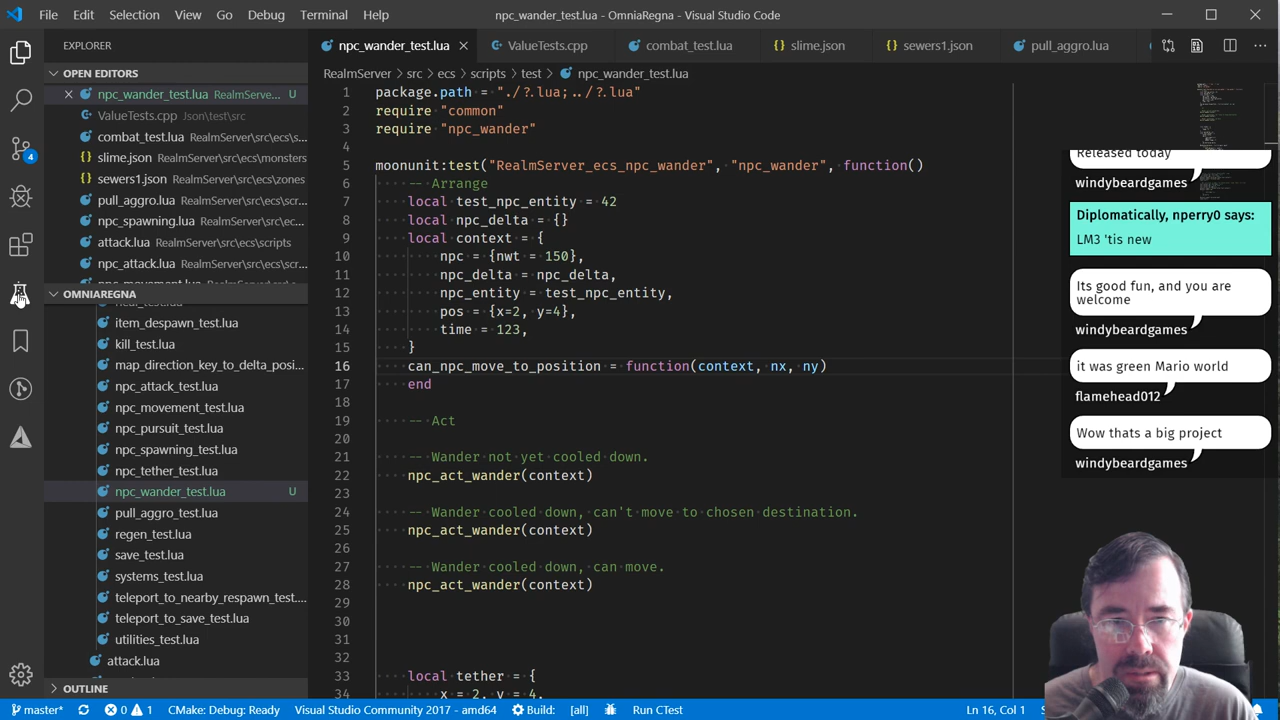 File Edit Selection View Go Debug Terminal Help
npc_wander_test.lua - OmniaRegna - Visual Studio Code
EXPLORER
OPEN EDITORS
npc_wander_test.lua RealmServe... U
ValueTests.cpp Json\test\src
combat_test.lua RealmServer\src\ec...
slime.json RealmServer\src\ecs\monsters
sewers1.json RealmServer\src\ecs\zones
pull_aggro.lua RealmServer\src\ecs\scri...
npc_spawning.lua RealmServer\src\ecs\...
attack.lua RealmServer\src\ecs\scripts
npc_attack.lua RealmServer\src\ecs\scr...
OMNIAREGNA
item_despawn_test.lua
kill_test.lua
map_direction_key_to_delta_posi...
npc_attack_test.lua
npc_movement_test.lua
npc_pursuit_test.lua
npc_spawning_test.lua
npc_tether_test.lua
npc_wander_test.lua U
pull_aggro_test.lua
regen_test.lua
save_test.lua
systems_test.lua
teleport_to_nearby_respawn_test....
teleport_to_save_test.lua
utilities_test.lua
attack.lua
OUTLINE
4
npc_wander_test.lua ValueTests.cpp combat_test.lua slime.json sewers1.json pull_aggro.lua
RealmServer > src > ecs > scripts > test > npc_wander_test.lua
1 package.path = "./?.lua;../?.lua"
2 require "common"
3 require "npc_wander"
4
5 moonunit:test("RealmServer_ecs_npc_wander", "npc_wander", function()
6 -- Arrange
7 local test_npc_entity = 42
8 local npc_delta = {}
9 local context = {
10 npc = {nwt = 150},
11 npc_delta = npc_delta,
12 npc_entity = test_npc_entity,
13 pos = {x=2, y=4},
14 time = 123,
15 }
16 can_npc_move_to_position = function(context, nx, ny)
17 end
18
19 -- Act
20
21 -- Wander not yet cooled down.
22 npc_act_wander(context)
23
24 -- Wander cooled down, can't move to chosen destination.
25 npc_act_wander(context)
26
27 -- Wander cooled down, can move.
28 npc_act_wander(context)
29
30
31
32
33 local tether = {
34 x = 2, y = 4,
Released today
windybeardgames
Diplomatically, nperry0 says:
LM3 'tis new
Its good fun, and you are
welcome
windybeardgames
it was green Mario world
flamehead012
Wow thats a big project
windybeardgames
master* 0 1 CMake: Debug: Ready Visual Studio Community 2017 - amd64 Build: [all] Run CTest Ln 16, Col 1